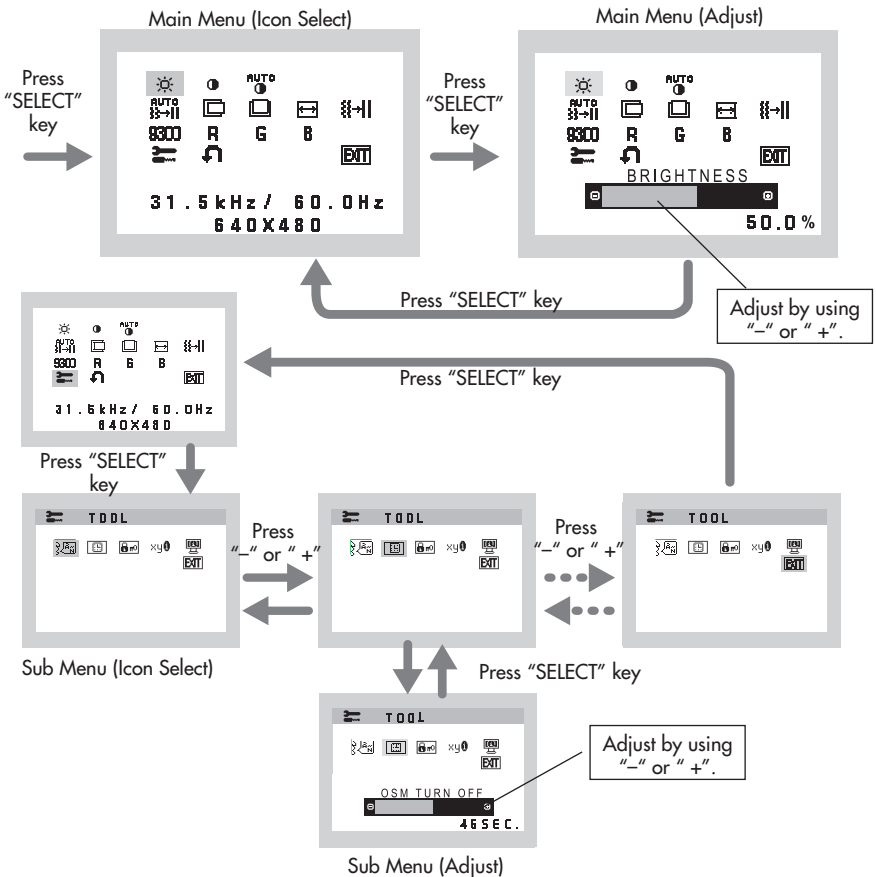 Main Menu (Icon Select)
Main Menu (Adjust)
Press
“SELECT”
key
AUTO
AUTO
9300 R G B
EXIT
31.5kHz/ 60.0Hz
640X480
Press
“SELECT”
key
AUTO
AUTO
9300 R G B
EXIT
BRIGHTNESS
50.0%
Press “SELECT” key
Adjust by using
“–“ or “ +”.
AUTO
AUTO
9300 R G B
EXIT
31.5kHz/ 60.0Hz
640X480
Press “SELECT” key
Press “SELECT”
key
TOOL
xy0
EXIT
Press
“–“ or “ +”
TOOL
xy0
EXIT
Press
“–“ or “ +”
TOOL
xy0
EXIT
Sub Menu (Icon Select)
Press “SELECT” key
TOOL
xy0
EXIT
OSM TURN OFF
45SEC.
Adjust by using
“–“ or “ +”.
Sub Menu (Adjust)